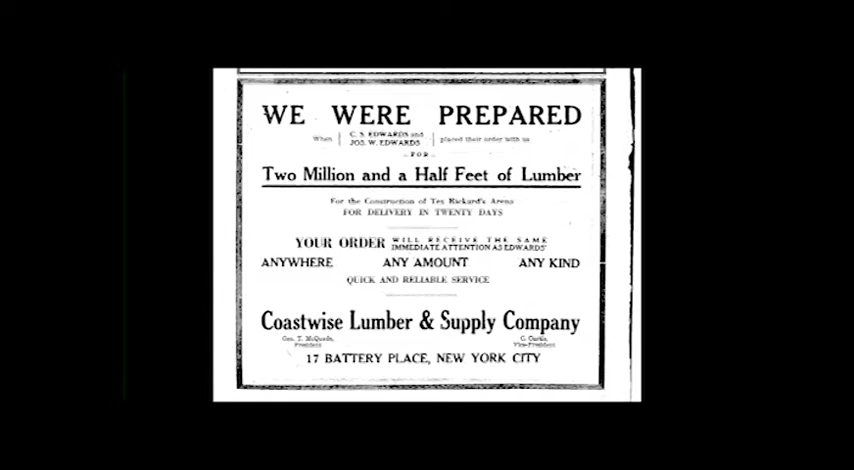 WE WERE PREPARED
When C. S. EDWARDS and JOS. W. EDWARDS placed their order with us
-FOR-
Two Million and a Half Feet of Lumber
For the Construction of Tex Rickard's Arena
FOR DELIVERY IN TWENTY DAYS
YOUR ORDER WILL RECEIVE THE SAME IMMEDIATE ATTENTION AS EDWARDS'
ANYWHERE ANY AMOUNT ANY KIND
QUICK AND RELIABLE SERVICE
Coastwise Lumber & Supply Company
Geo. T. McQuade, President
C. Curtis, Vice-President
17 BATTERY PLACE, NEW YORK CITY